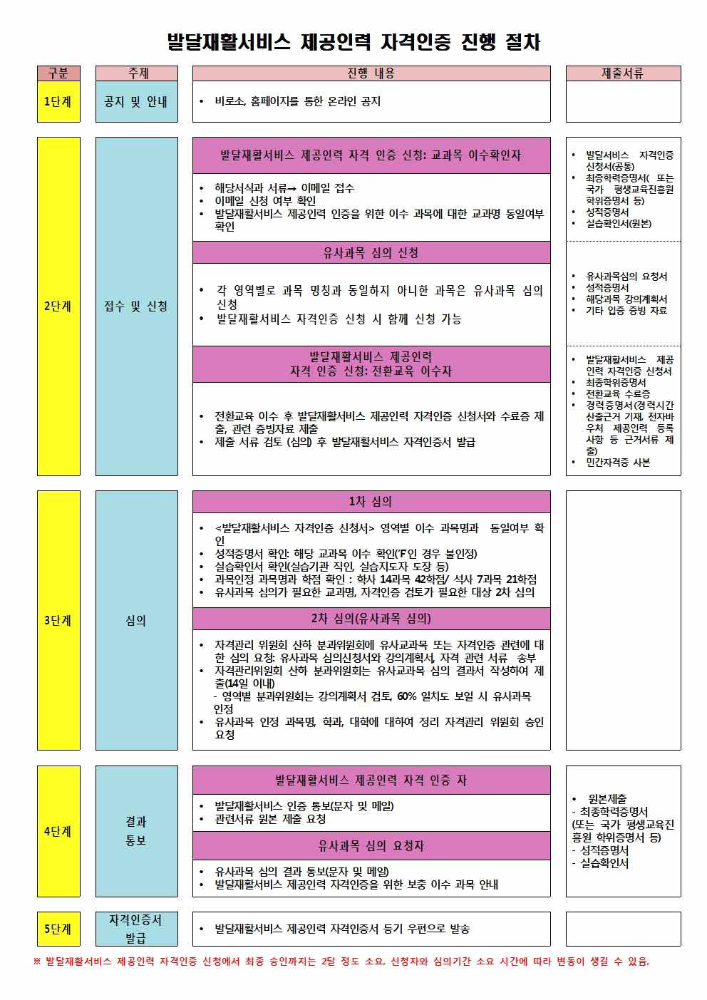 발달재활서비스 제공인력 자격인증 진행 절차
구분
주제
진행 내용
제출서류
1단계
공지 및 안내
• 비로소, 홈페이지를 통한 온라인 공지
2단계
접수 및 신청
발달재활서비스 제공인력 자격 인증 신청: 교과목 이수확인자
• 해당서식과 서류→ 이메일 접수
• 이메일 신청 여부 확인
• 발달재활서비스 제공인력 인증을 위한 이수 과목에 대한 교과명 동일여부
확인
• 발달서비스 자격인증
신청서(공통)
• 최종학력증명서( 또는
국가 평생교육진흥원
학위증명서 등)
• 성적증명서
• 실습확인서(원본)
유사과목 심의 신청
• 각 영역별로 과목 명칭과 동일하지 아니한 과목은 유사과목 심의
신청
• 발달재활서비스 자격인증 신청 시 함께 신청 가능
• 유사과목심의 요청서
• 성적증명서
• 해당과목 강의계획서
• 기타 입증 증빙 자료
발달재활서비스 제공인력
자격 인증 신청: 전환교육 이수자
• 전환교육 이수 후 발달재활서비스 제공인력 자격인증 신청서와 수료증 제
출, 관련 증빙자료 제출
• 제출 서류 검토 (심의) 후 발달재활서비스 자격인증서 발급
• 발달재활서비스 제공
인력 자격인증 신청서
• 최종학위증명서
• 전환교육 수료증
• 경력증명서(경력시간
산출근거 기재, 전자바
우처 제공인력 등록
사항 등 근거서류 제
출)
• 민간자격증 사본
3단계
심의
1차 심의
• <발달재활서비스 자격인증 신청서> 영역별 이수 과목명과 동일여부 확
인
• 성적증명서 확인: 해당 교과목 이수 확인('F'인 경우 불인정)
• 실습확인서 확인(실습기관 직인, 실습지도자 도장 등)
• 과목인정 과목명과 학점 확인 : 학사 14과목 42학점/ 석사 7과목 21학점
• 유사과목 심의가 필요한 교과명, 자격인증 검토가 필요한 대상 2차 심의
2차 심의(유사과목 심의)
• 자격관리 위원회 산하 분과위원회에 유사교과목 또는 자격인증 관련에 대
한 심의 요청: 유사과목 심의신청서와 강의계획서, 자격 관련 서류 송부
• 자격관리위원회 산하 분과위원회는 유사교과목 심의 결과서 작성하여 제
출(14일 이내)
- 영역별 분과위원회는 강의계획서 검토, 60% 일치도 보일 시 유사과목
인정
• 유사과목 인정 과목명, 학과, 대학에 대하여 정리 자격관리 위원회 승인
요청
4단계
결과
통보
발달재활서비스 제공인력 자격 인증 자
• 발달재활서비스 인증 통보(문자 및 메일)
• 관련서류 원본 제출 요청
유사과목 심의 요청자
• 유사과목 심의 결과 통보(문자 및 메일)
• 발달재활서비스 제공인력 자격인증을 위한 보충 이수 과목 안내
• 원본제출
- 최종학력증명서
(또는 국가 평생교육진
흥원 학위증명서 등)
- 성적증명서
- 실습확인서
5단계
자격인증서
발급
• 발달재활서비스 제공인력 자격인증서 등기 우편으로 발송
※ 발달재활서비스 제공인력 자격인증 신청에서 최종 승인까지는 2달 정도 소요, 신청자와 심의기간 소요 시간에 따라 변동이 생길 수 있음.